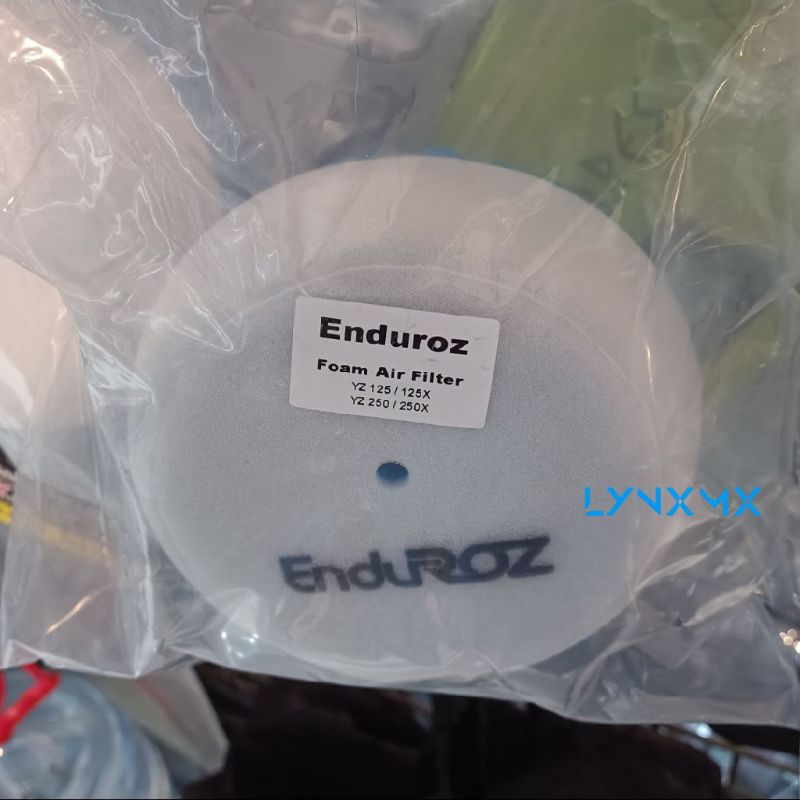 Enduroz
Foam Air Filter
YZ 125 / 125X
YZ 250 / 250X
LYNXMX
EnduROZ